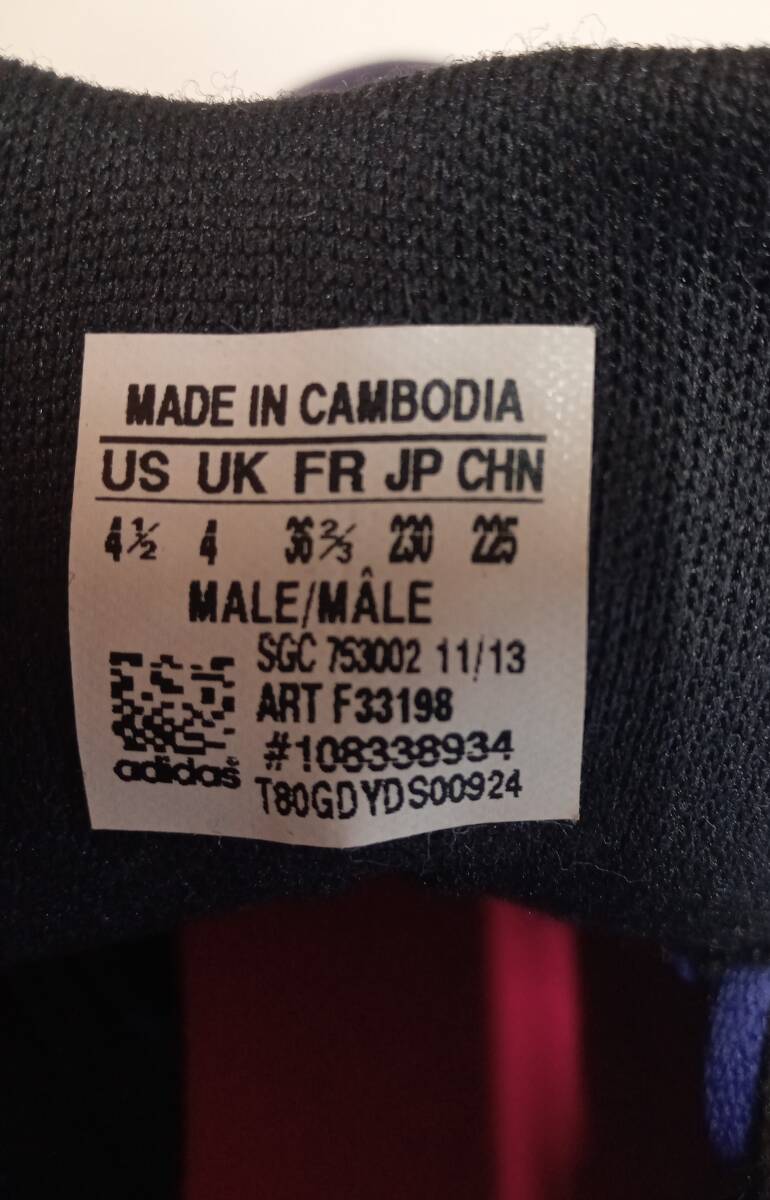 MADE IN CAMBODIA
US UK FR JP CHN
4½ 4 36⅔ 230 225
MALE/MÂLE
SGC 753002 11/13
ART F33198
#108338934
adidas®
T80GDYDS00924